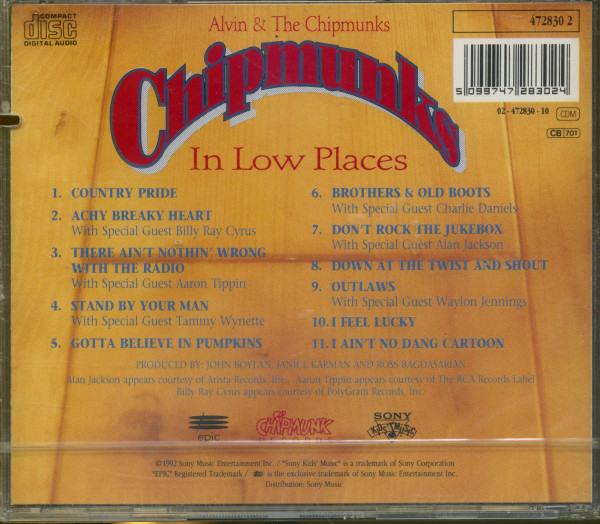 COMPACT
disc
DIGITAL AUDIO
Alvin & The Chipmunks
472830 2
5 099747 283024
02-472830-10 CDM
CB 701
Chipmunks
In Low Places
1. COUNTRY PRIDE
2. ACHY BREAKY HEART
With Special Guest Billy Ray Cyrus
3. THERE AIN'T NOTHIN' WRONG
WITH THE RADIO
With Special Guest Aaron Tippin
4. STAND BY YOUR MAN
With Special Guest Tammy Wynette
5. GOTTA BELIEVE IN PUMPKINS
6. BROTHERS & OLD BOOTS
With Special Guest Charlie Daniels
7. DON'T ROCK THE JUKEBOX
With Special Guest Alan Jackson
8. DOWN AT THE TWIST AND SHOUT
9. OUTLAWS
With Special Guest Waylon Jennings
10. I FEEL LUCKY
11. I AIN'T NO DANG CARTOON
PRODUCED BY: JOHN BOYLAN, JANICE KARMAN AND ROSS BAGDASARIAN
Alan Jackson appears courtesy of Arista Records, Inc., Aaron Tippin appears courtesy of The RCA Records Label
Billy Ray Cyrus appears courtesy of PolyGram Records, Inc.
epic
CHIPMUNK
RECORDS
SONY
KIDS' MUSIC
©1992 Sony Music Entertainment Inc. / "Sony Kids' Music" is a trademark of Sony Corporation
"EPIC" Registered Trademark / is the exclusive trademark of Sony Music Entertainment Inc.
Distribution: Sony Music